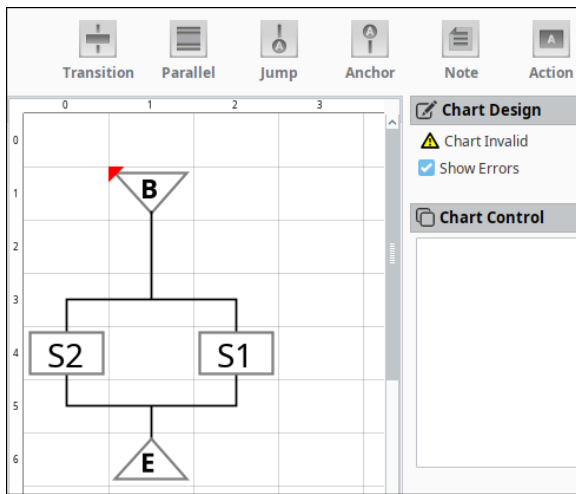 Transition Parallel Jump Anchor Note Action
0 1 2 3
Chart Design
0
Chart Invalid
Show Errors
B
1
Chart Control
2
3
S2 S1
4
5
E
6